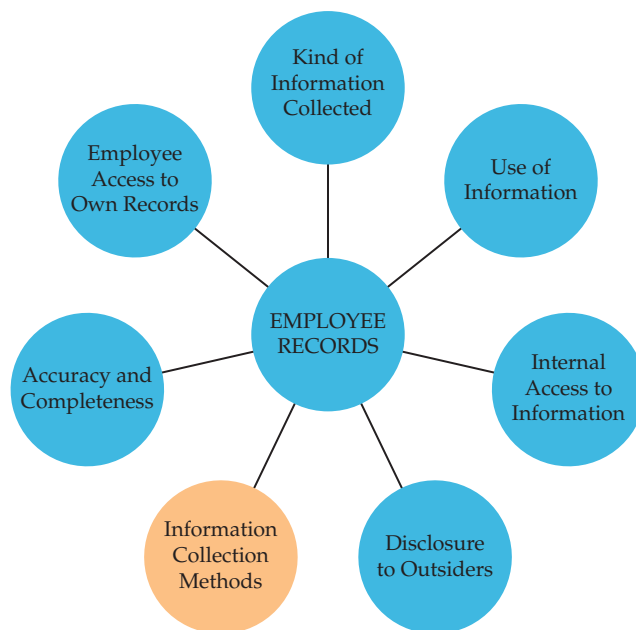 Kind of
Information
Collected
Employee
Access to
Own Records
Use of
Information
EMPLOYEE
RECORDS
Accuracy and
Completeness
Internal
Access to
Information
Information
Collection
Methods
Disclosure
to Outsiders